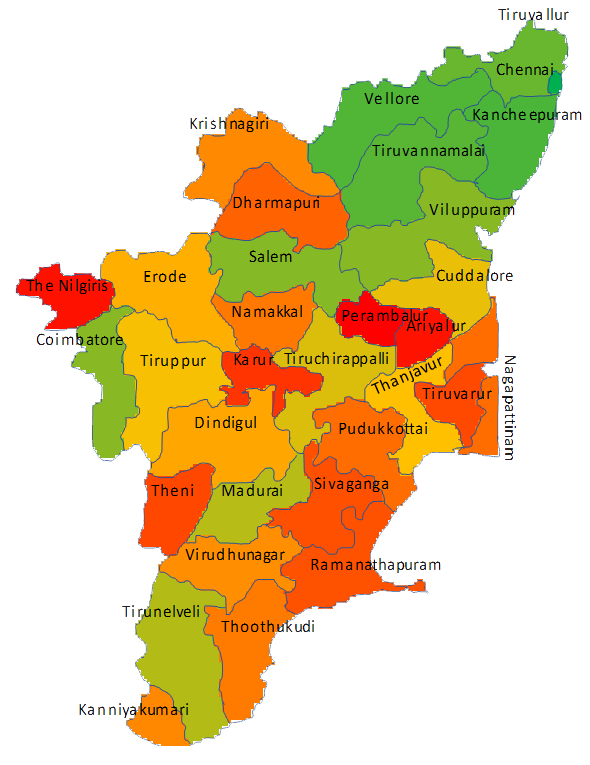 Tiruvallur
Chennai
Vellore
Kancheepuram
Krishnagiri
Tiruvannamalai
Dharmapuri
Viluppuram
Salem
Erode
Cuddalore
The Nilgiris
Namakkal
Perambalur
Ariyalur
Coimbatore
Tiruppur
Karur
Tiruchirappalli
Thanjavur
Nagapattinam
Tiruvarur
Dindigul
Pudukkottai
Theni
Madurai
Sivaganga
Virudhunagar
Ramanathapuram
Tirunelveli
Thoothukudi
Kanniyakumari